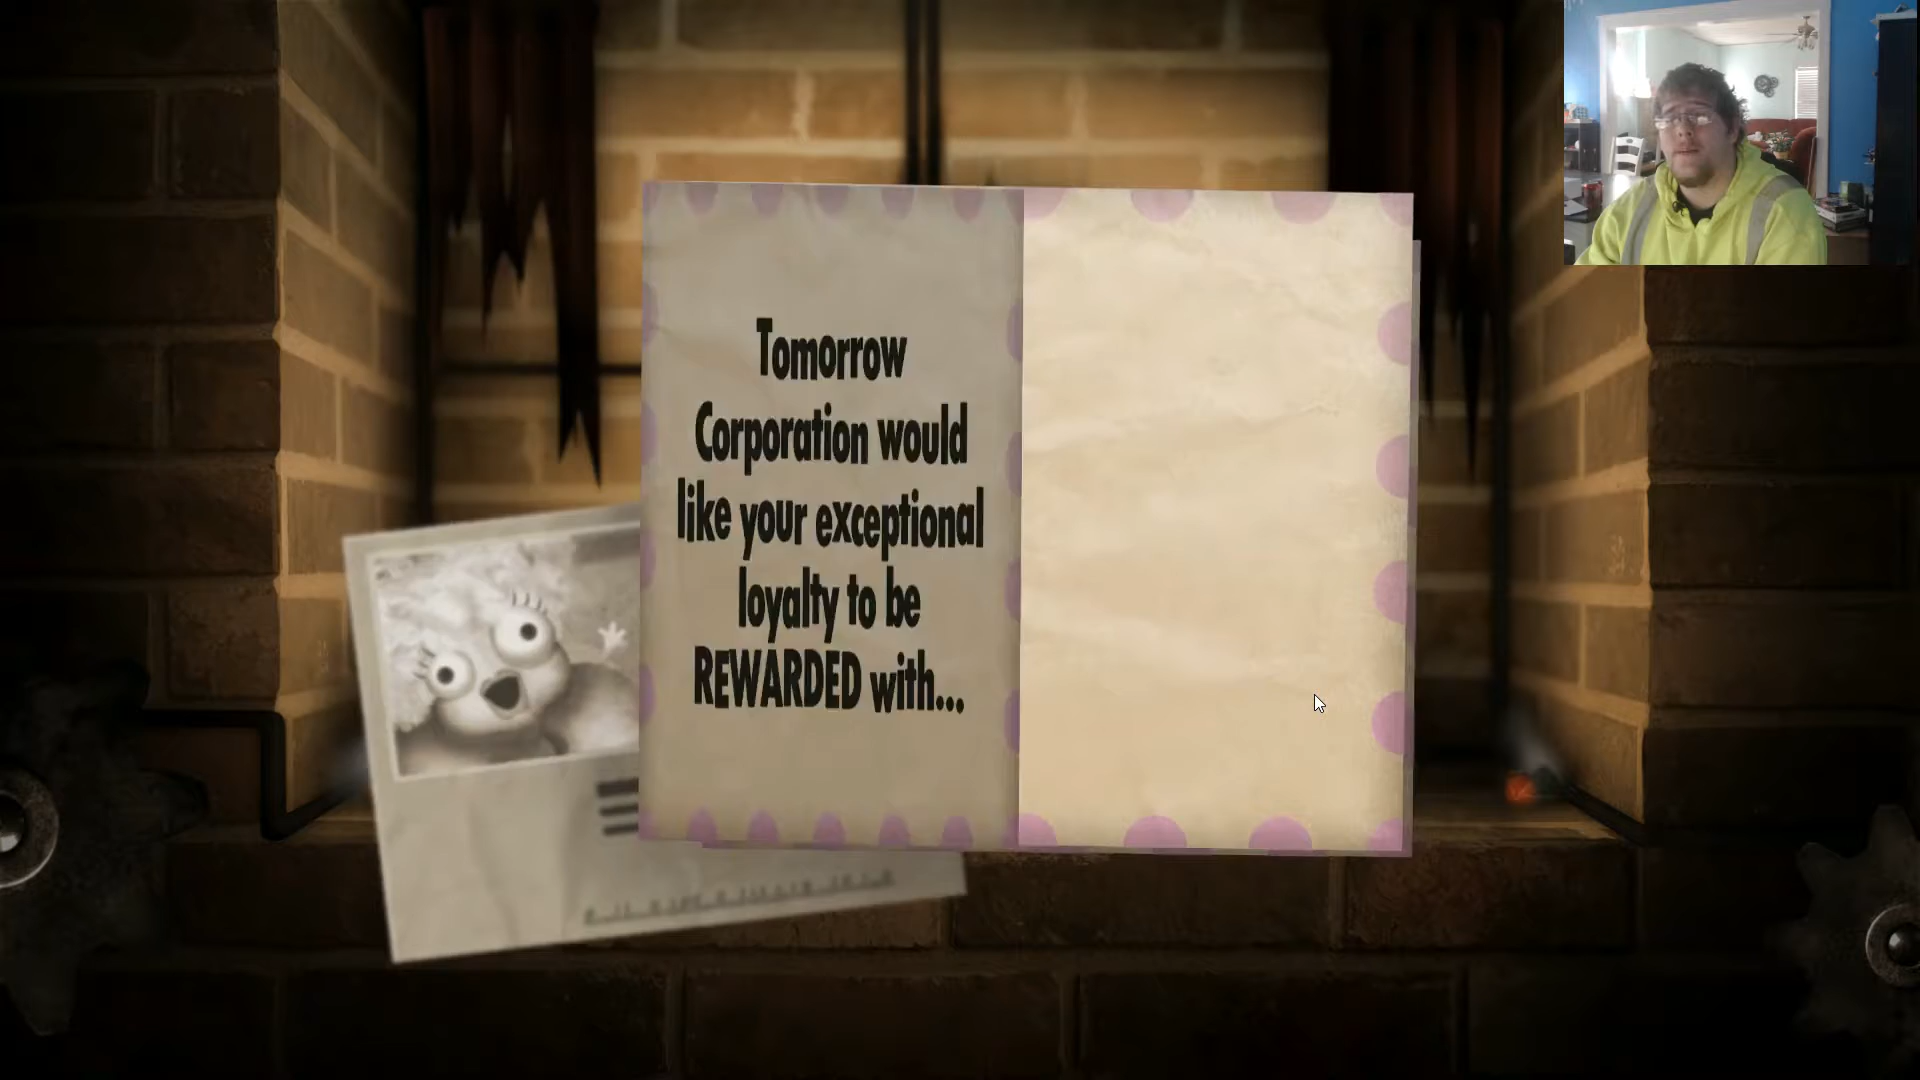 Tomorrow
Corporation would
like your exceptional
loyalty to be
REWARDED with...